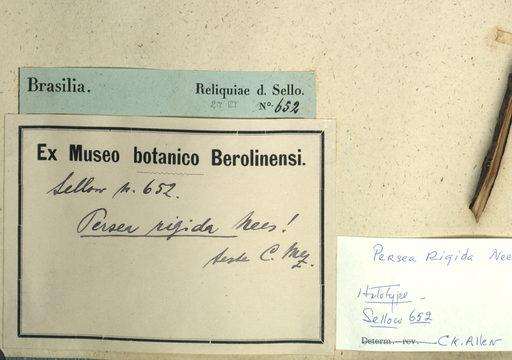 Brasilia.
Reliquiae d. Sello.
No. 652
Ex Museo botanico Berolinensi.
Sellow n. 652.
Persea rigida Nees!
teste C. Mez.
Persea rigida Nee
Holotype -
Sellow 652
Determ. rev. C.K. Allen